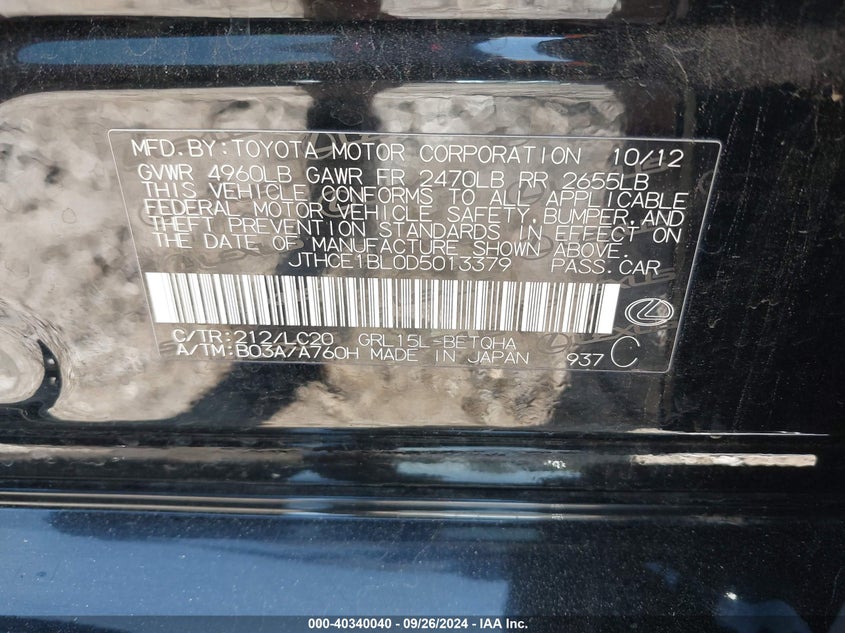 MFD.BY:TOYOTA MOTOR CORPORATION 10/12
GVWR 4960LB GAWR FR 2470LB RR 2655LB
THIS VEHICLE CONFORMS TO ALL APPLICABLE
FEDERAL MOTOR VEHICLE SAFETY,BUMPER,AND
THEFT PREVENTION STANDARDS IN EFFECT ON
THE DATE OF MANUFACTURE SHOWN ABOVE.
JTHCE1BL0D5013379 PASS.CAR
C/TR:212/LC20 GRL15L-BETQHA
A/TM:B03A/A760H MADE IN JAPAN 937 C
000-40340040 - 09/26/2024 - IAA Inc.